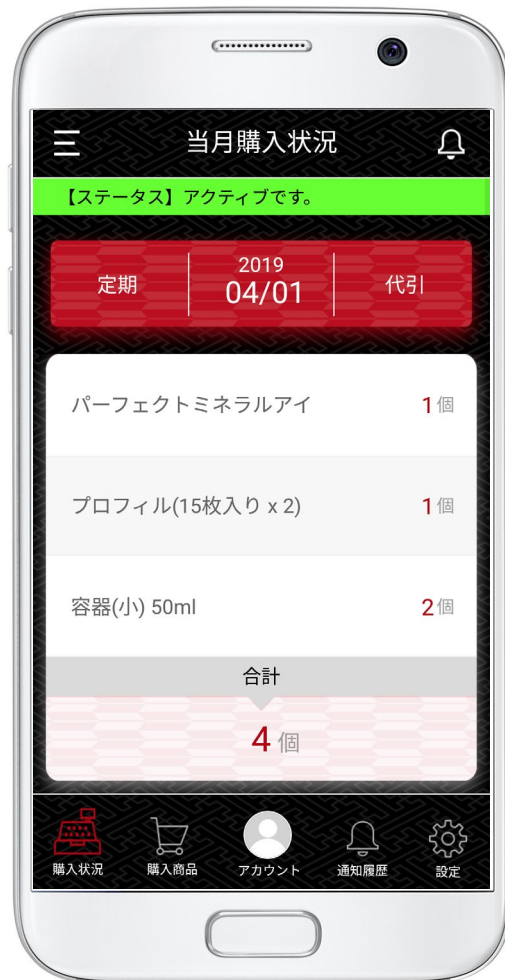 当月購入状況
【ステータス】アクティブです。
定期
2019
04/01
代引
パーフェクトミネラルアイ 1個
プロフィル(15枚入り x 2) 1個
容器(小) 50ml 2個
合計
4 個
購入状況 購入商品 アカウント 通知履歴 設定